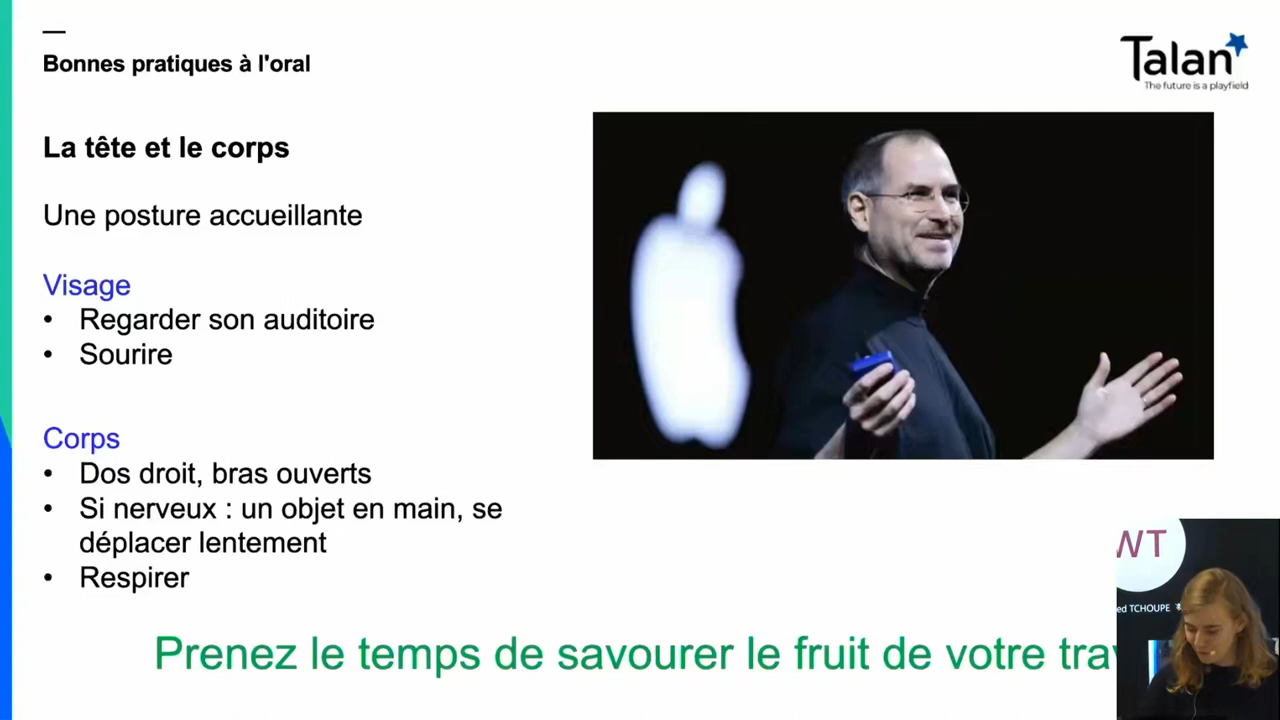 Bonnes pratiques à l'oral
Talan
The future is a playfield
La tête et le corps
Une posture accueillante
Visage
• Regarder son auditoire
• Sourire
Corps
• Dos droit, bras ouverts
• Si nerveux : un objet en main, se
déplacer lentement
• Respirer
WT
ed TCHOUPE
Prenez le temps de savourer le fruit de votre trav